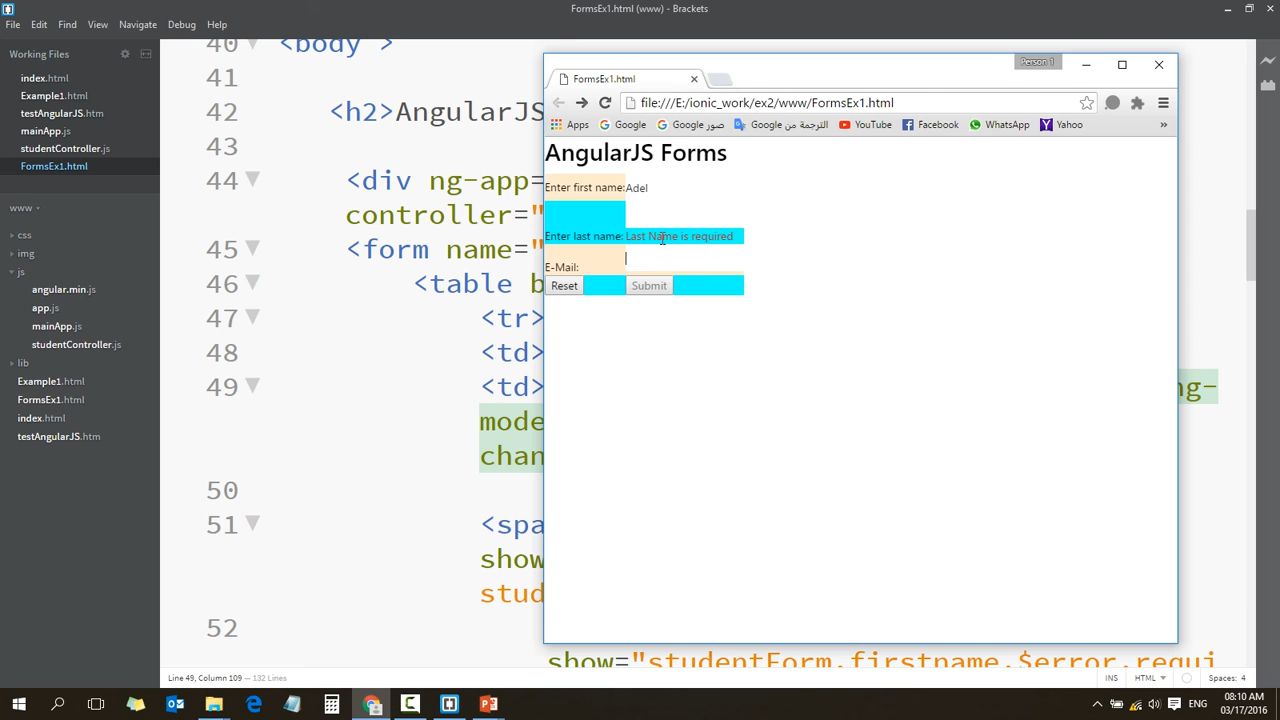 FormsEx1.html (www) - Brackets
File Edit Find View Navigate Debug Help
Working Files
index.html
Example1.html
testAngularJS.htm
mainApp.js
studentController.js
FormsEx1.html
www
css
img
js
angular.min.js
app.js
mainApp.js
studentController.js
lib
Example1.html
FormsEx1.html
index.html
testAngularJS.htm
40 <body >
41
42 <h2>AngularJS
43
44 <div ng-app=
controller="
45 <form name="
46 <table b
47 <tr>
48 <td>
49 <td> ng-
mode
chan
50
51 <spa
show
stud
52
show="studentForm.firstname.$error.requi
Person 1
FormsEx1.html
file:///E:/ionic_work/ex2/www/FormsEx1.html
Apps Google Google صور Google الترجمة من YouTube Facebook WhatsApp Yahoo »
AngularJS Forms
Enter first name: Adel
Enter last name: Last Name is required
E-Mail:
Reset Submit
Line 49, Column 109 — 132 Lines
INS HTML Spaces: 4
ENG
08:10 AM
03/17/2016